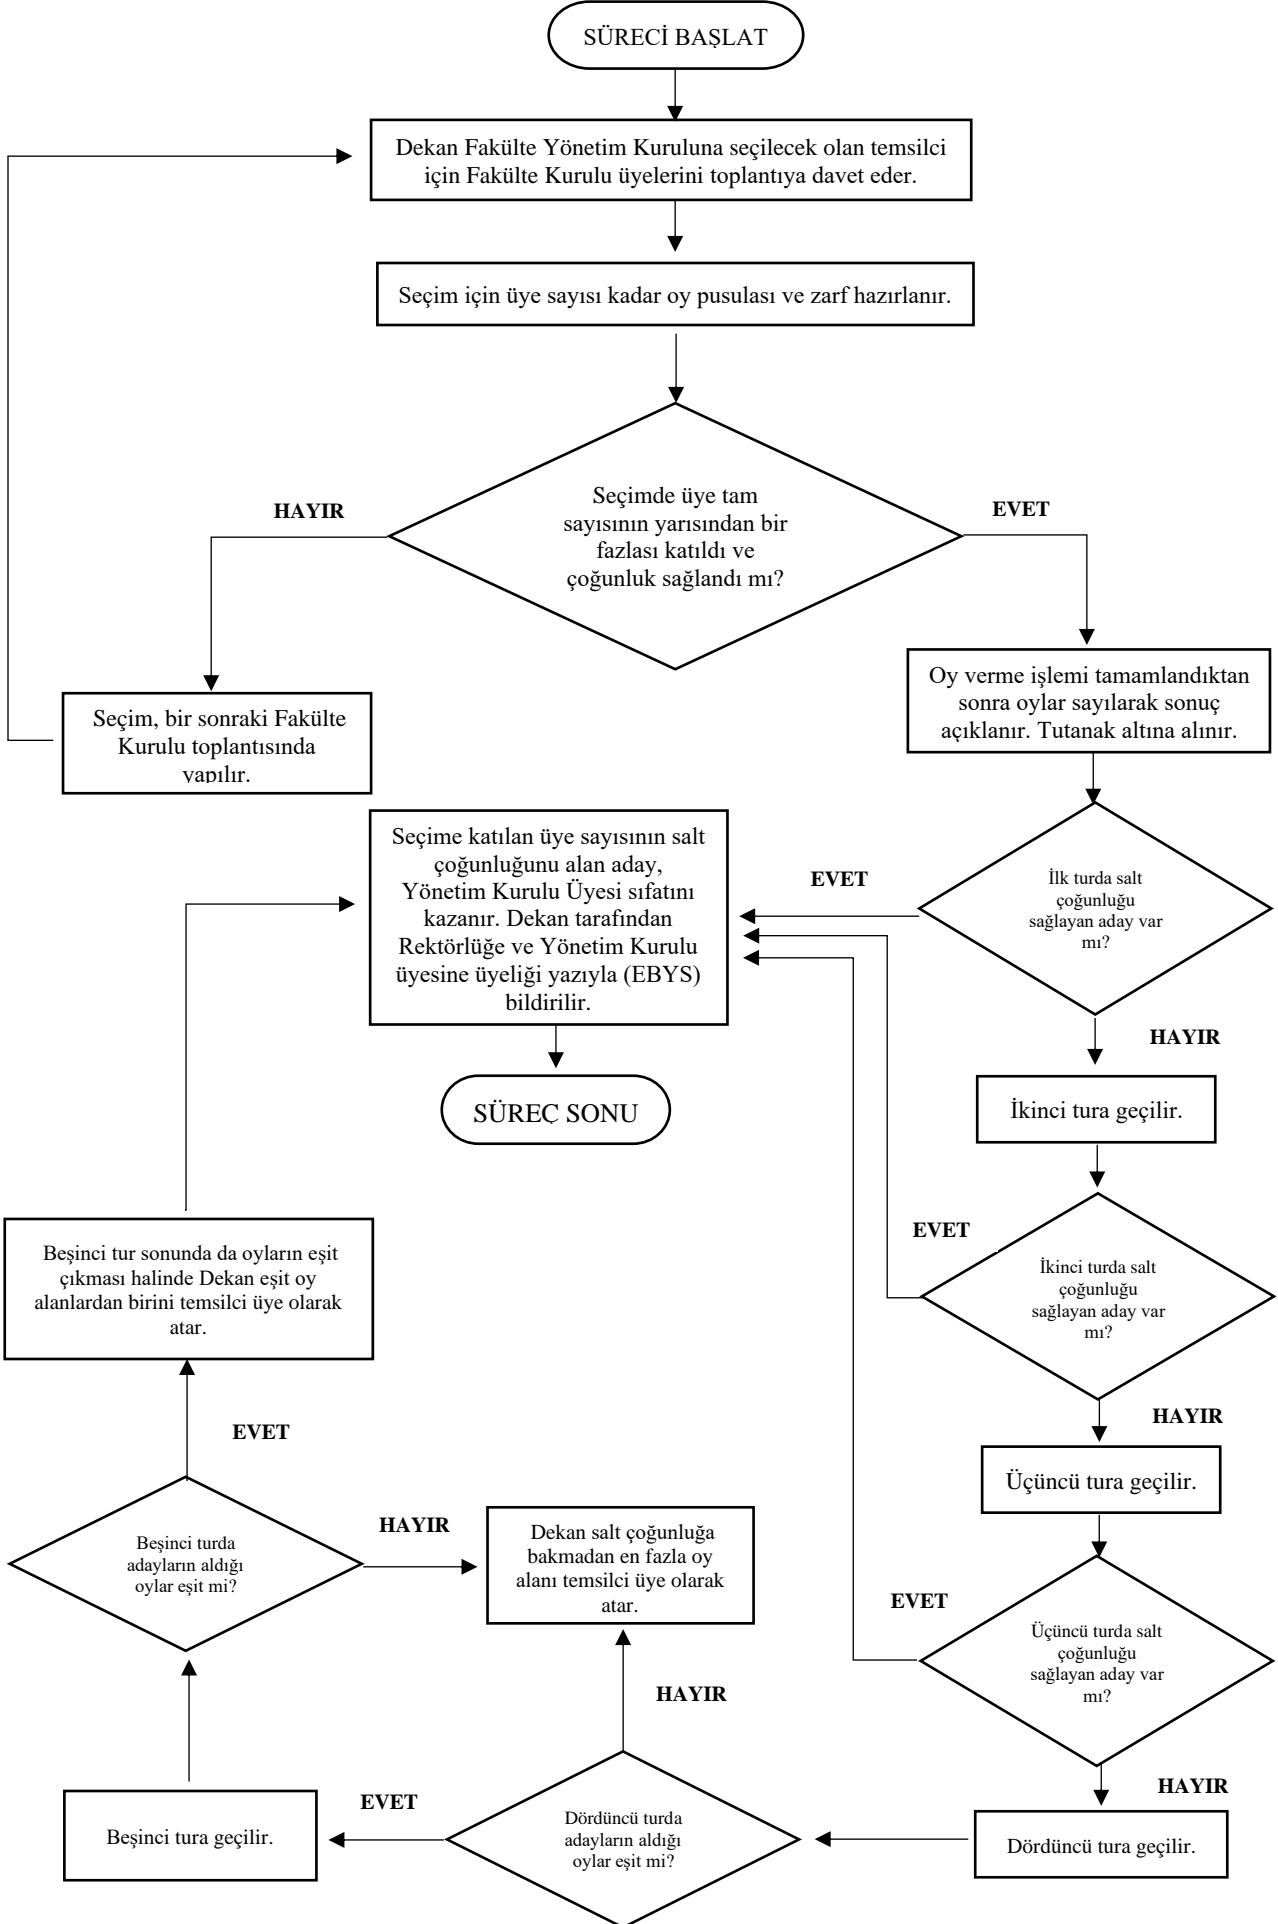 SÜRECİ BAŞLAT
Dekan Fakülte Yönetim Kuruluna seçilecek olan temsilci
için Fakülte Kurulu üyelerini toplantıya davet eder.
Seçim için üye sayısı kadar oy pusulası ve zarf hazırlanır.
Seçimde üye tam
sayısının yarısından bir
fazlası katıldı ve
çoğunluk sağlandı mı?
HAYIR
EVET
Seçim, bir sonraki Fakülte
Kurulu toplantısında
yapılır.
Oy verme işlemi tamamlandıktan
sonra oylar sayılarak sonuç
açıklanır. Tutanak altına alınır.
Seçime katılan üye sayısının salt
çoğunluğunu alan aday,
Yönetim Kurulu Üyesi sıfatını
kazanır. Dekan tarafından
Rektörlüğe ve Yönetim Kurulu
üyesine üyeliği yazıyla (EBYS)
bildirilir.
EVET
İlk turda salt
çoğunluğu
sağlayan aday var
mı?
HAYIR
SÜREÇ SONU
İkinci tura geçilir.
EVET
İkinci turda salt
çoğunluğu
sağlayan aday var
mı?
HAYIR
Beşinci tur sonunda da oyların eşit
çıkması halinde Dekan eşit oy
alanlardan birini temsilci üye olarak
atar.
EVET
Üçüncü tura geçilir.
Beşinci turda
adayların aldığı
oylar eşit mi?
HAYIR
Dekan salt çoğunluğa
bakmadan en fazla oy
alanı temsilci üye olarak
atar.
EVET
Üçüncü turda salt
çoğunluğu
sağlayan aday var
mı?
HAYIR
HAYIR
Beşinci tura geçilir.
EVET
Dördüncü turda
adayların aldığı
oylar eşit mi?
Dördüncü tura geçilir.